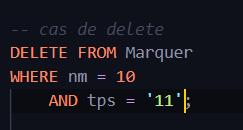 -- cas de delete
DELETE FROM Marquer
WHERE nm = 10
    AND tps = '11';